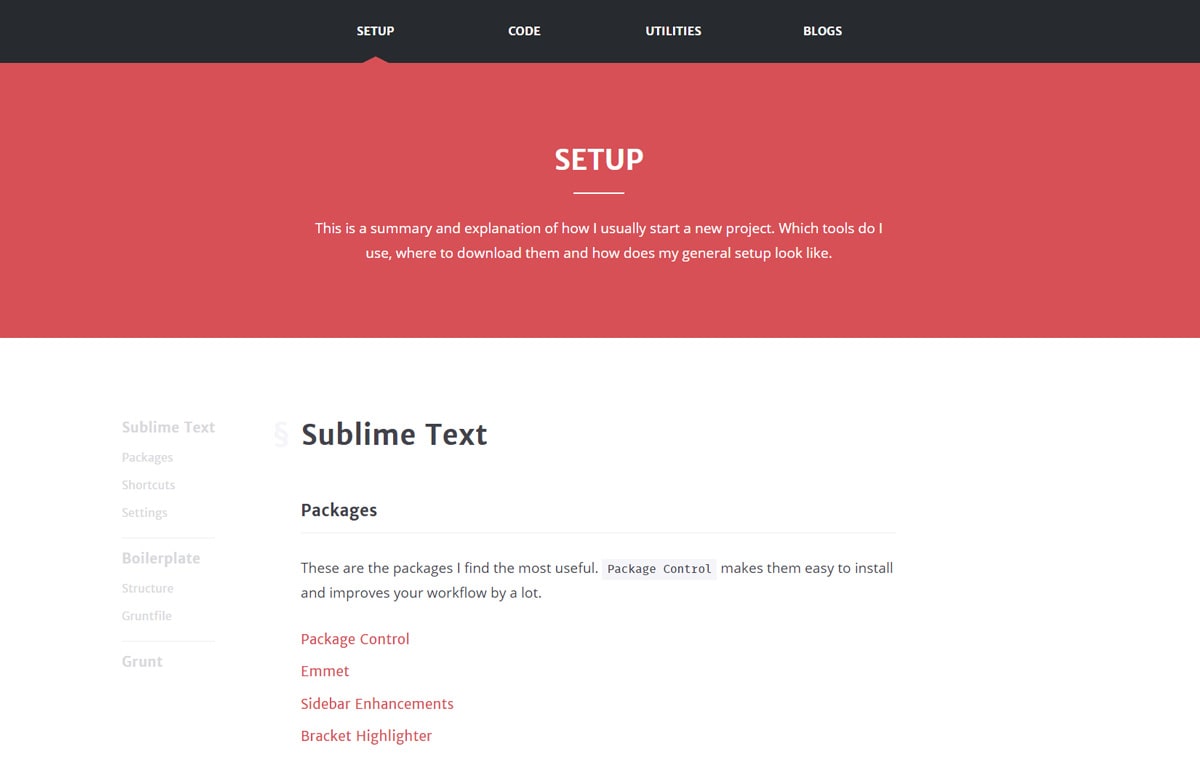 SETUP CODE UTILITIES BLOGS
SETUP
This is a summary and explanation of how I usually start a new project. Which tools do I
use, where to download them and how does my general setup look like.
Sublime Text
Packages
Shortcuts
Settings
Boilerplate
Structure
Gruntfile
Grunt
§ Sublime Text
Packages
These are the packages I find the most useful. Package Control makes them easy to install
and improves your workflow by a lot.
Package Control
Emmet
Sidebar Enhancements
Bracket Highlighter